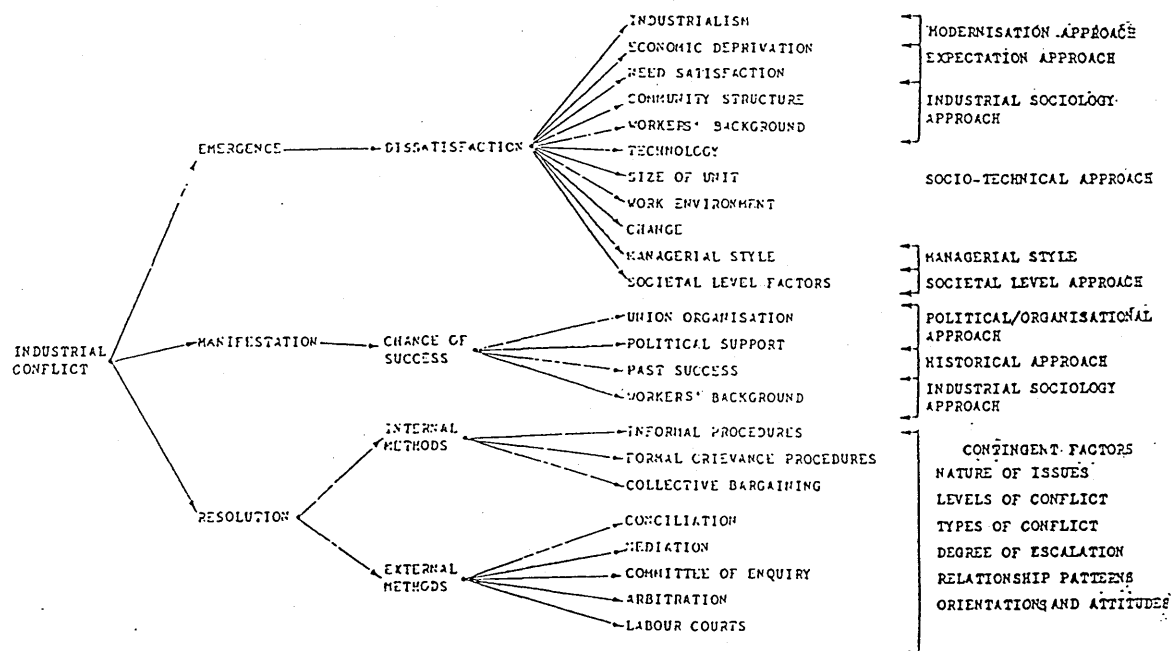 INDUSTRIALISM
ECONOMIC DEPRIVATION
NEED SATISFACTION
COMMUNITY STRUCTURE
WORKERS' BACKGROUND
TECHNOLOGY
SIZE OF UNIT
WORK ENVIRONMENT
CHANGE
MANAGERIAL STYLE
SOCIETAL LEVEL FACTORS
MODERNISATION APPROACH
EXPECTATION APPROACH
INDUSTRIAL SOCIOLOGY
APPROACH
SOCIO-TECHNICAL APPROACH
MANAGERIAL STYLE
SOCIETAL LEVEL APPROACH
EMERGENCE
DISSATISFACTION
INDUSTRIAL
CONFLICT
MANIFESTATION
CHANCE OF
SUCCESS
UNION ORGANISATION
POLITICAL SUPPORT
PAST SUCCESS
WORKERS' BACKGROUND
POLITICAL/ORGANISATIONAL
APPROACH
HISTORICAL APPROACH
INDUSTRIAL SOCIOLOGY
APPROACH
RESOLUTION
INTERNAL
METHODS
INFORMAL PROCEDURES
FORMAL GRIEVANCE PROCEDURES
COLLECTIVE BARGAINING
EXTERNAL
METHODS
CONCILIATION
MEDIATION
COMMITTEE OF ENQUIRY
ARBITRATION
LABOUR COURTS
CONTINGENT FACTORS
NATURE OF ISSUES
LEVELS OF CONFLICT
TYPES OF CONFLICT
DEGREE OF ESCALATION
RELATIONSHIP PATTERNS
ORIENTATIONS AND ATTITUDES